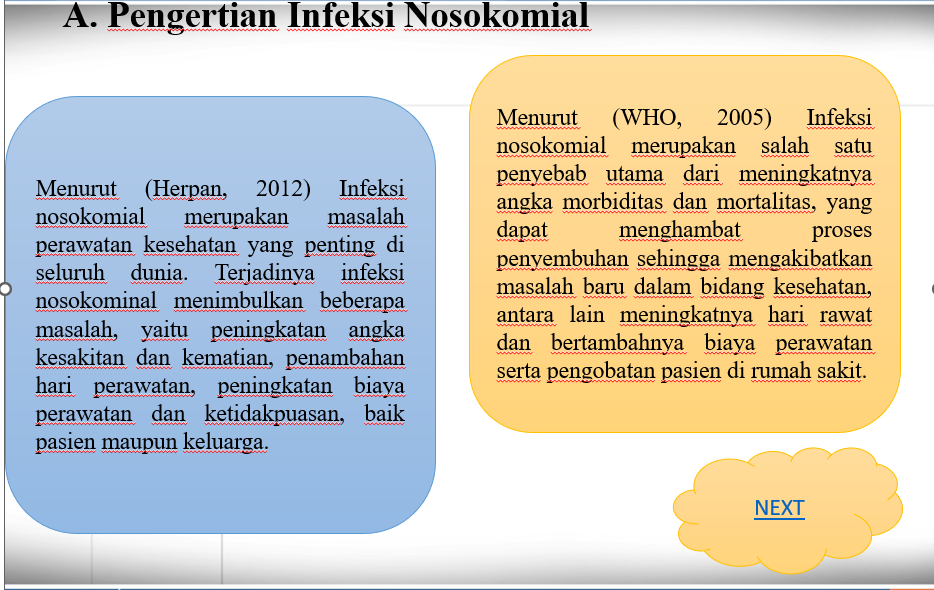 A. Pengertian Infeksi Nosokomial
Menurut (Herpan, 2012) Infeksi
nosokomial merupakan masalah
perawatan kesehatan yang penting di
seluruh dunia. Terjadinya infeksi
nosokominal menimbulkan beberapa
masalah, yaitu peningkatan angka
kesakitan dan kematian, penambahan
hari perawatan, peningkatan biaya
perawatan dan ketidakpuasan, baik
pasien maupun keluarga.
Menurut (WHO, 2005) Infeksi
nosokomial merupakan salah satu
penyebab utama dari meningkatnya
angka morbiditas dan mortalitas, yang
dapat menghambat proses
penyembuhan sehingga mengakibatkan
masalah baru dalam bidang kesehatan,
antara lain meningkatnya hari rawat
dan bertambahnya biaya perawatan
serta pengobatan pasien di rumah sakit.
NEXT